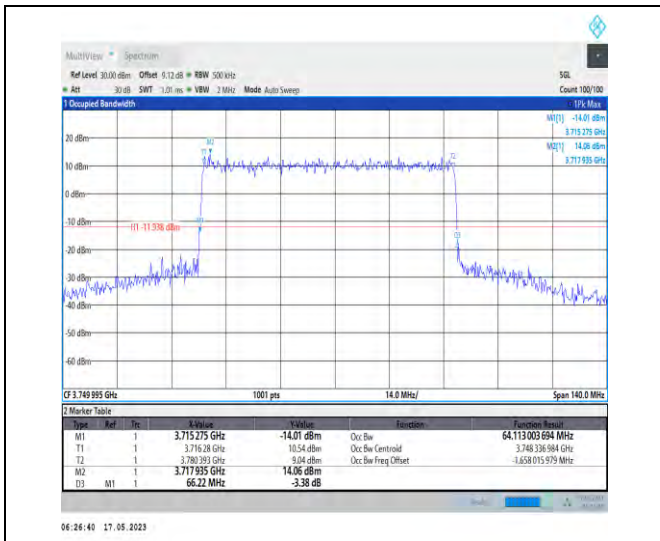 MultiView Spectrum
Ref Level 30.00 dBm Offset 9.12 dB RBW 500 kHz SGL
Att 30 dB SWT 1.01 ms VBW 2 MHz Mode Auto Sweep Count 100/100
1 Occupied Bandwidth 1Pk Max
M1[1] -14.01 dBm
3.715 275 GHz
20 dBm M2[1] 14.06 dBm
3.717 935 GHz
M2
T1 T2
10 dBm
0 dBm
-10 dBm
H1 -11.936 dBm
D3
-20 dBm
-30 dBm
-40 dBm
-50 dBm
-60 dBm
CF 3.749 995 GHz 1001 pts 14.0 MHz/ Span 140.0 MHz
2 Marker Table
Type Ref Trc X-Value Y-Value Function Function Result
M1 1 3.715 275 GHz -14.01 dBm Occ Bw 64.113 003 694 MHz
T1 1 3.716 28 GHz 10.54 dBm Occ Bw Centroid 3.748 336 984 GHz
T2 1 3.780 393 GHz 9.04 dBm Occ Bw Freq Offset -1.658 015 979 MHz
M2 1 3.717 935 GHz 14.06 dBm
D3 M1 1 66.22 MHz -3.38 dB
06:26:40 17.05.2023